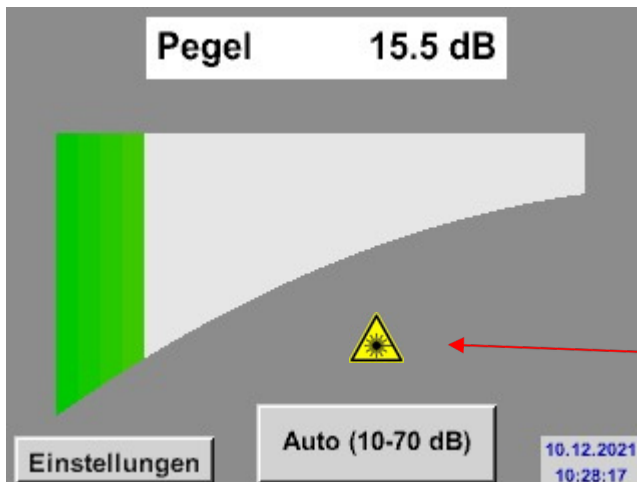 Pegel 15.5 dB
Auto (10-70 dB)
Einstellungen
10.12.2021
10:28:17